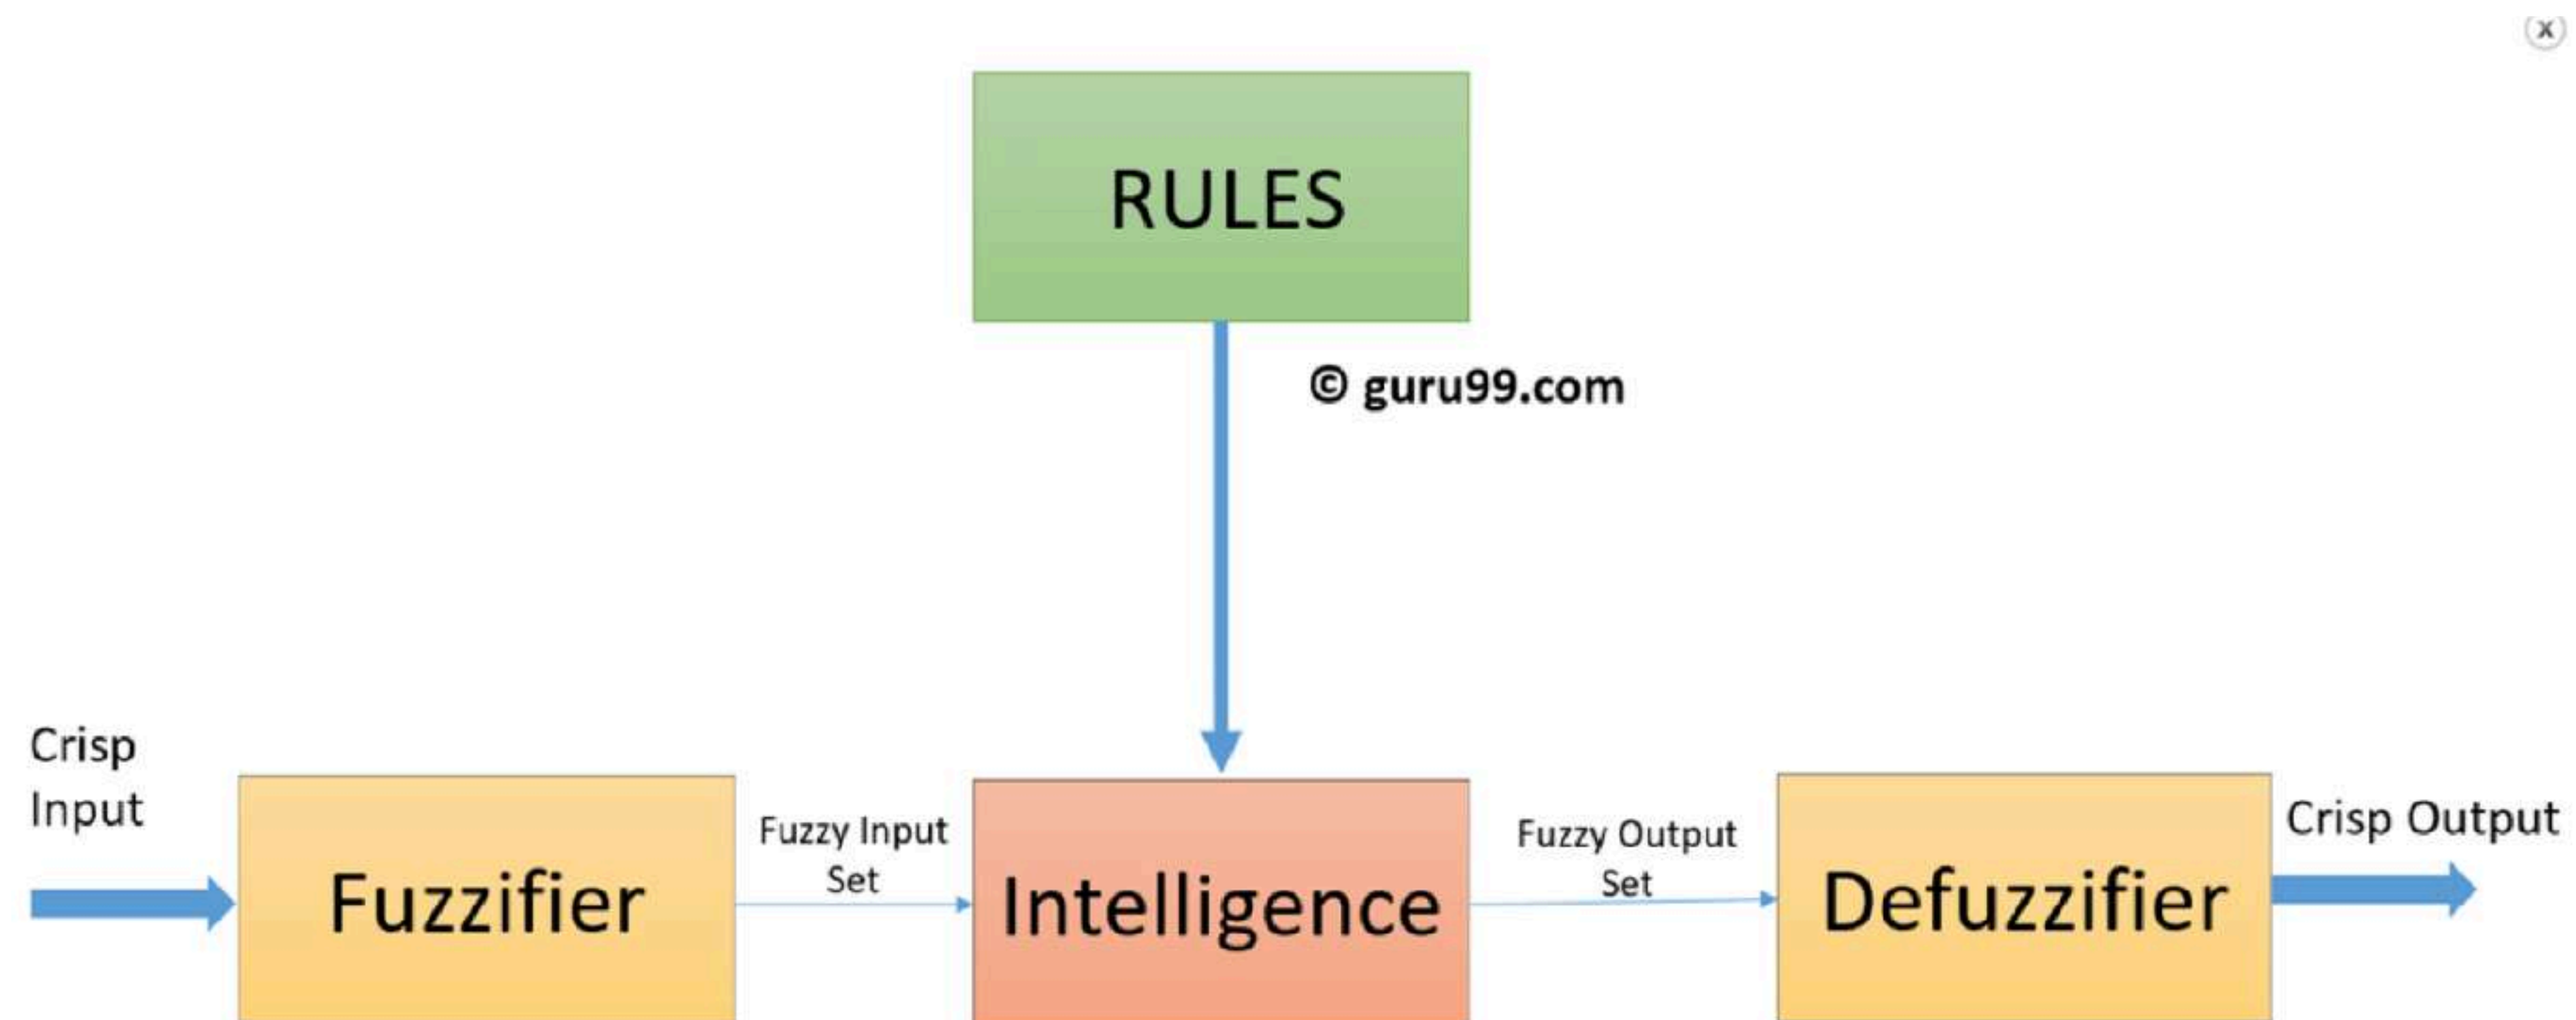 x
RULES
© guru99.com
Crisp
Input
Fuzzifier
Fuzzy Input
Set
Intelligence
Fuzzy Output
Set
Defuzzifier
Crisp Output